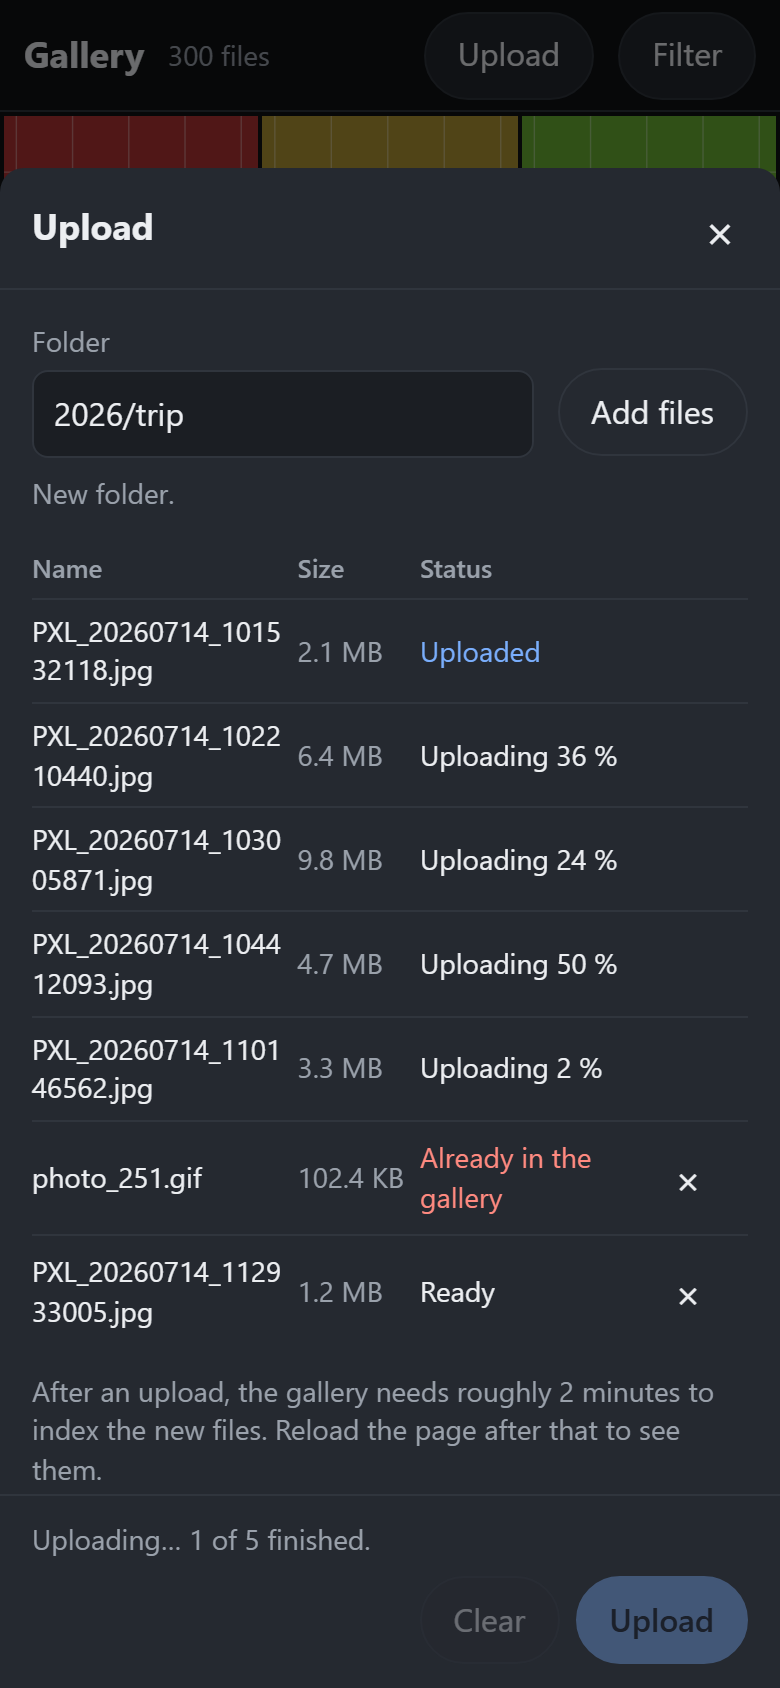 Gallery 300 files Upload Filter
Upload ×
Folder
2026/trip Add files
New folder.
Name Size Status
PXL_20260714_1015
32118.jpg 2.1 MB Uploaded
PXL_20260714_1022
10440.jpg 6.4 MB Uploading 36 %
PXL_20260714_1030
05871.jpg 9.8 MB Uploading 24 %
PXL_20260714_1044
12093.jpg 4.7 MB Uploading 50 %
PXL_20260714_1101
46562.jpg 3.3 MB Uploading 2 %
photo_251.gif 102.4 KB Already in the
gallery ×
PXL_20260714_1129
33005.jpg 1.2 MB Ready ×
After an upload, the gallery needs roughly 2 minutes to
index the new files. Reload the page after that to see
them.
Uploading... 1 of 5 finished.
Clear Upload